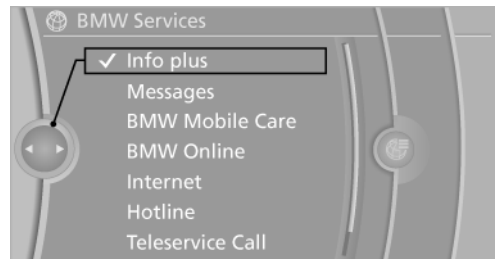 BMW Services
Info plus
Messages
BMW Mobile Care
BMW Online
Internet
Hotline
Teleservice Call